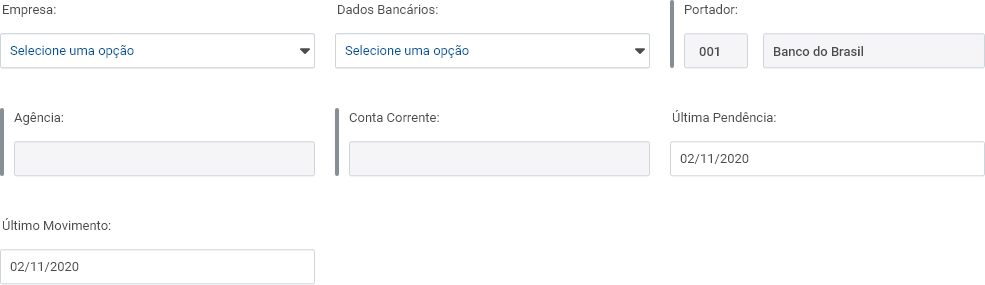 Empresa:
Dados Bancários:
Portador:
Selecione uma opção
Selecione uma opção
001
Banco do Brasil
Agência:
Conta Corrente:
Última Pendência:
02/11/2020
Último Movimento:
02/11/2020